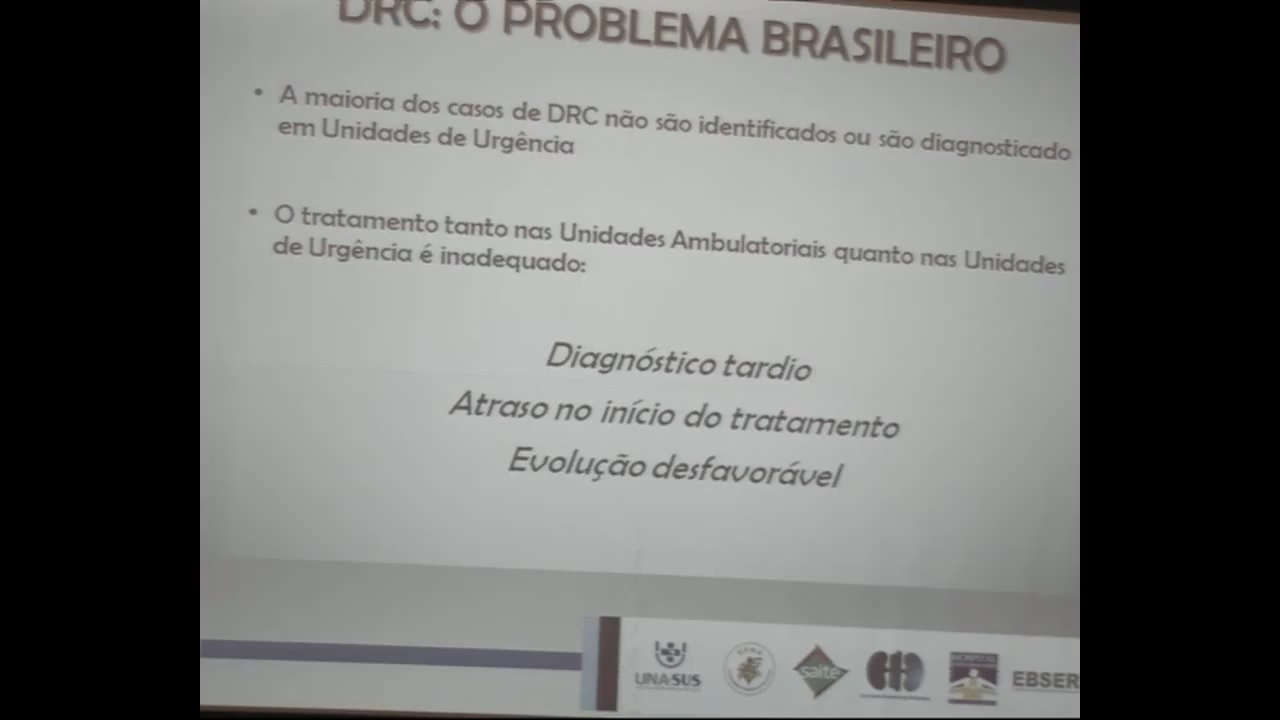 DRC: O PROBLEMA BRASILEIRO
• A maioria dos casos de DRC não são identificados ou são diagnosticado
em Unidades de Urgência
• O tratamento tanto nas Unidades Ambulatoriais quanto nas Unidades
de Urgência é inadequado:
Diagnóstico tardio
Atraso no início do tratamento
Evolução desfavorável
UNA-SUS
saite
HOSPITAL
EBSER